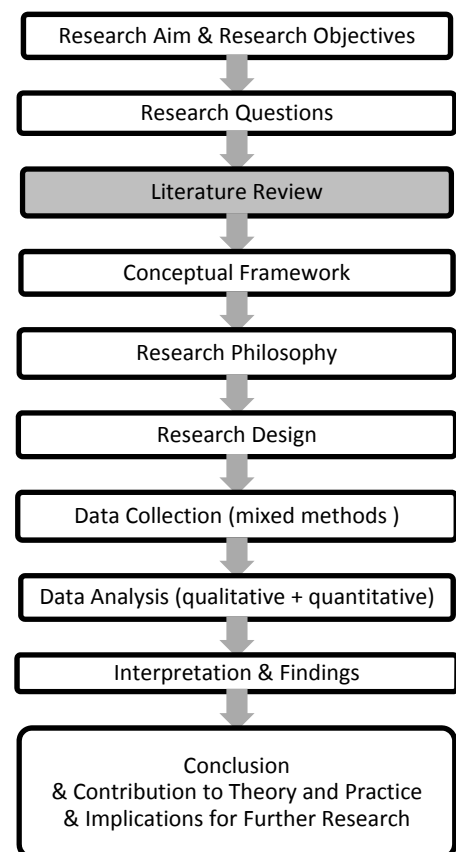 Research Aim & Research Objectives
Research Questions
Literature Review
Conceptual Framework
Research Philosophy
Research Design
Data Collection (mixed methods )
Data Analysis (qualitative + quantitative)
Interpretation & Findings
Conclusion
& Contribution to Theory and Practice
& Implications for Further Research